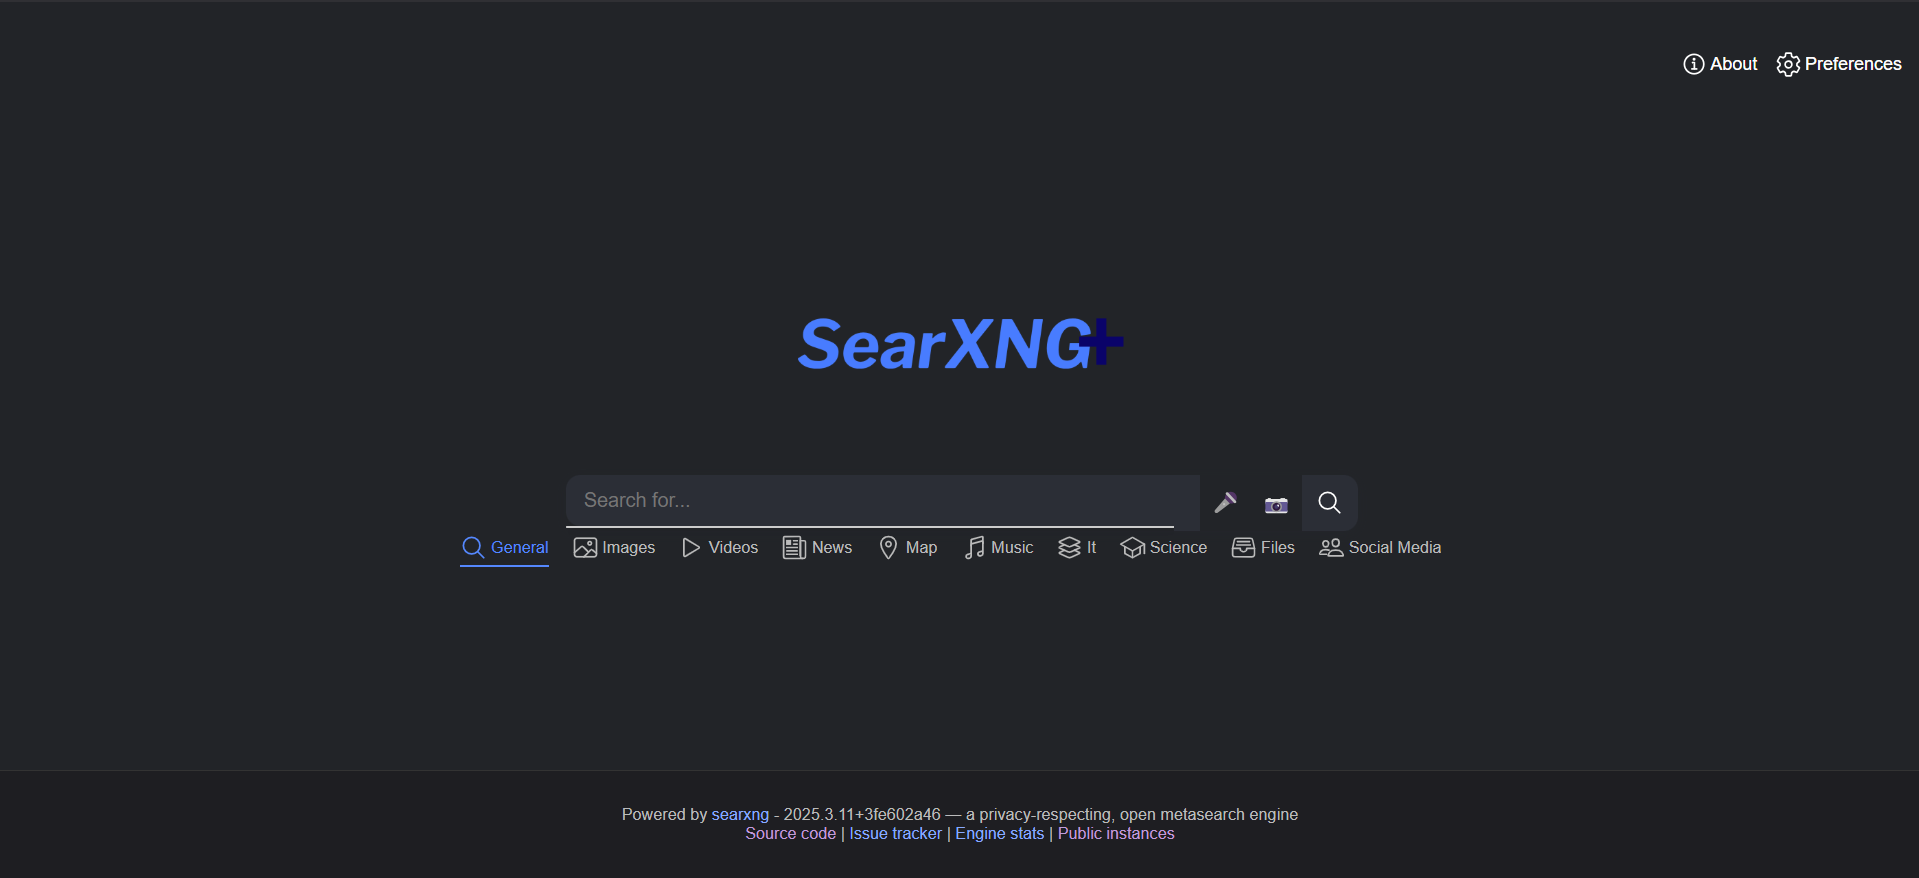 About Preferences
SearXNG+
Search for...
General Images Videos News Map Music It Science Files Social Media
Powered by searxng - 2025.3.11+3fe602a46 — a privacy-respecting, open metasearch engine
Source code | Issue tracker | Engine stats | Public instances